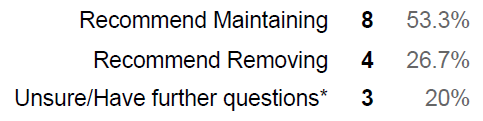 Recommend Maintaining 8 53.3%
Recommend Removing 4 26.7%
Unsure/Have further questions* 3 20%